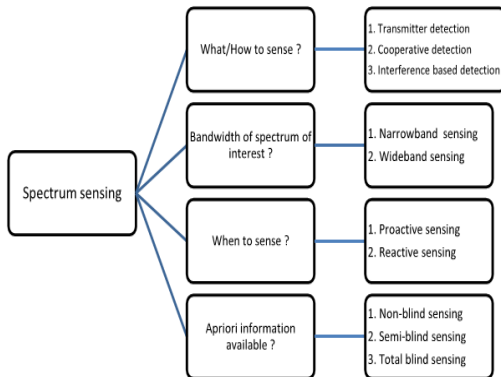 Spectrum sensing
What/How to sense ?
1. Transmitter detection
2. Cooperative detection
3. Interference based detection
Bandwidth of spectrum of
interest ?
1. Narrowband sensing
2. Wideband sensing
When to sense ?
1. Proactive sensing
2. Reactive sensing
Apriori information
available ?
1. Non-blind sensing
2. Semi-blind sensing
3. Total blind sensing